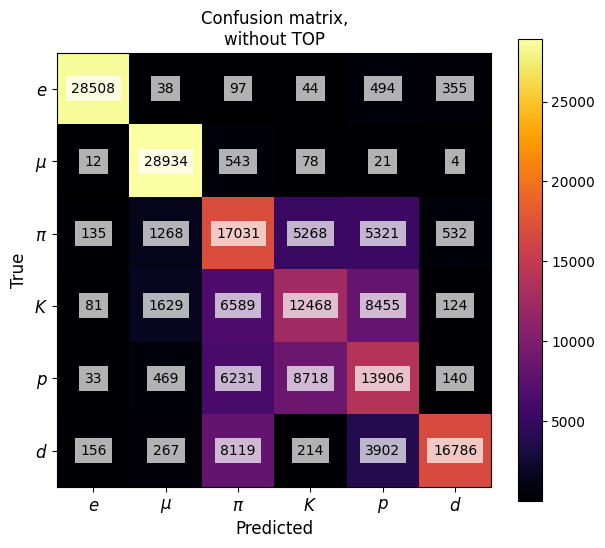 Confusion matrix,
without TOP
e 28508 38 97 44 494 355
μ 12 28934 543 78 21 4
π 135 1268 17031 5268 5321 532
K 81 1629 6589 12468 8455 124
p 33 469 6231 8718 13906 140
d 156 267 8119 214 3902 16786
e μ π K p d
Predicted
True
25000
20000
15000
10000
5000